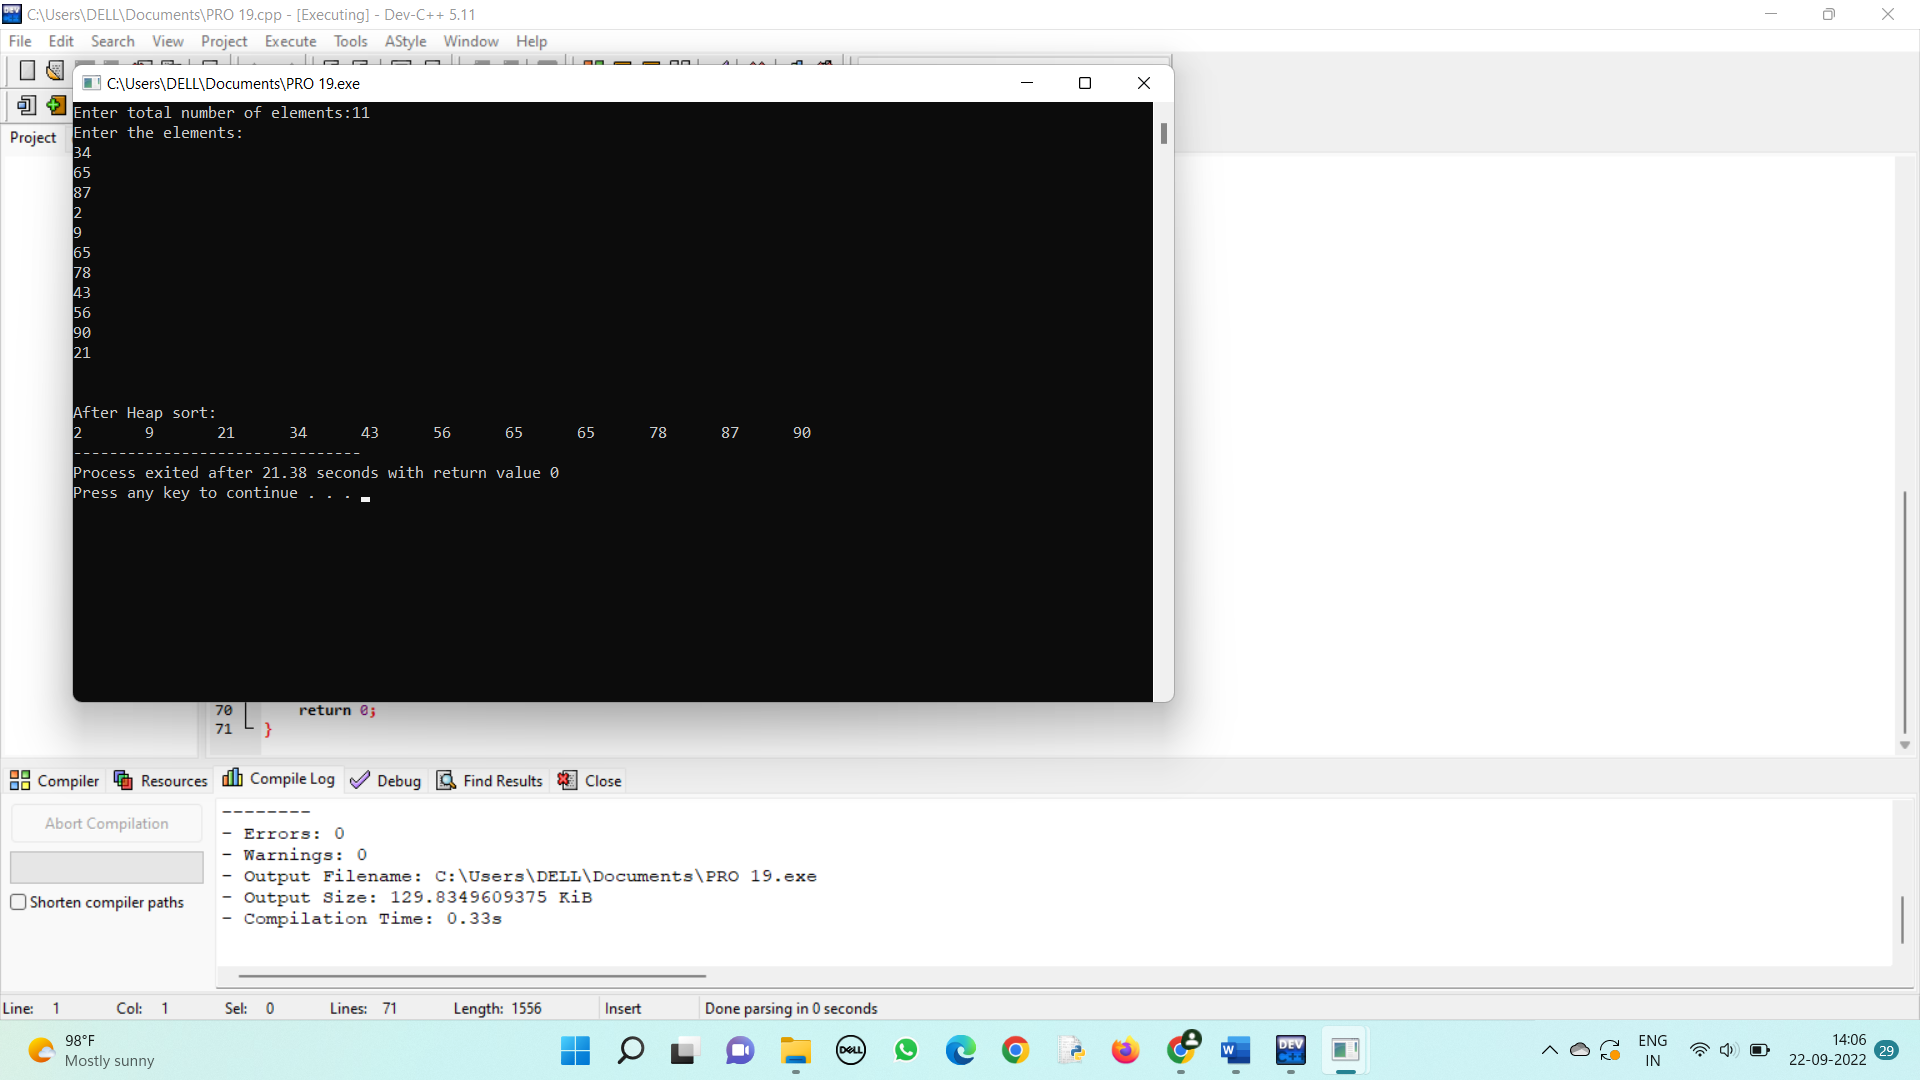 C:\Users\DELL\Documents\PRO 19.cpp - [Executing] - Dev-C++ 5.11
File Edit Search View Project Execute Tools AStyle Window Help
C:\Users\DELL\Documents\PRO 19.exe
Project
Enter total number of elements:11
Enter the elements:
34
65
87
2
9
65
78
43
56
90
21
After Heap sort:
2 9 21 34 43 56 65 65 78 87 90
--------------------------------
Process exited after 21.38 seconds with return value 0
Press any key to continue . . .
70 return 0;
71 }
Compiler Resources Compile Log Debug Find Results Close
Abort Compilation
Shorten compiler paths
--------
- Errors: 0
- Warnings: 0
- Output Filename: C:\Users\DELL\Documents\PRO 19.exe
- Output Size: 129.8349609375 KiB
- Compilation Time: 0.33s
Line: 1 Col: 1 Sel: 0 Lines: 71 Length: 1556 Insert Done parsing in 0 seconds
98°F
Mostly sunny
DELL
W
DEV
C++
ENG
IN
14:06
22-09-2022
29